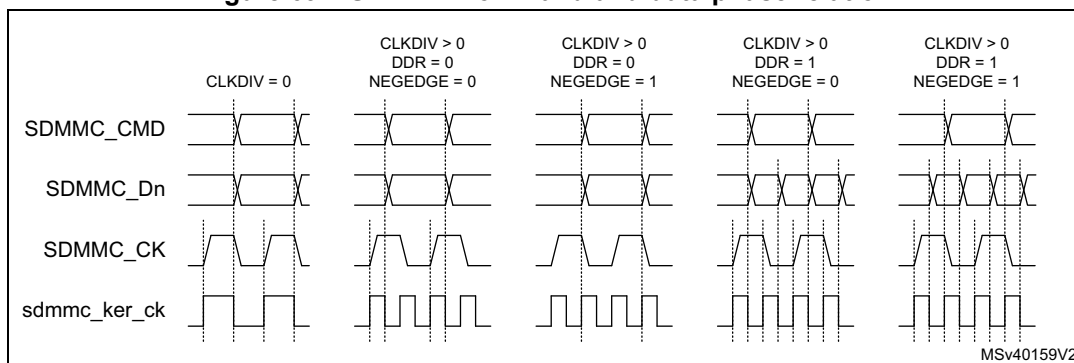 CLKDIV = 0
CLKDIV > 0
DDR = 0
NEGEDGE = 0
CLKDIV > 0
DDR = 0
NEGEDGE = 1
CLKDIV > 0
DDR = 1
NEGEDGE = 0
CLKDIV > 0
DDR = 1
NEGEDGE = 1
SDMMC_CMD
SDMMC_Dn
SDMMC_CK
sdmmc_ker_ck
MSv40159V2